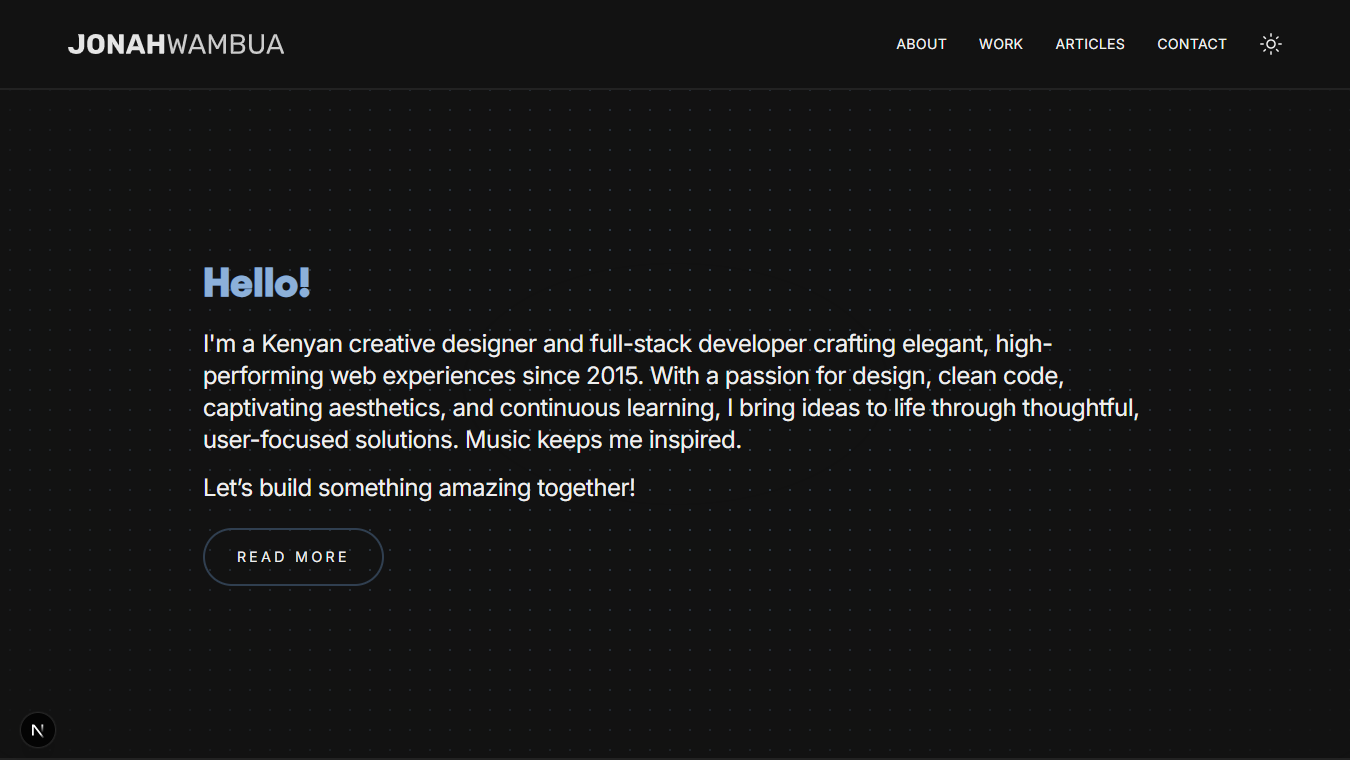 JONAHWAMBUA
ABOUT WORK ARTICLES CONTACT
Hello!
I'm a Kenyan creative designer and full-stack developer crafting elegant, high-
performing web experiences since 2015. With a passion for design, clean code,
captivating aesthetics, and continuous learning, I bring ideas to life through thoughtful,
user-focused solutions. Music keeps me inspired.
Let’s build something amazing together!
READ MORE
N